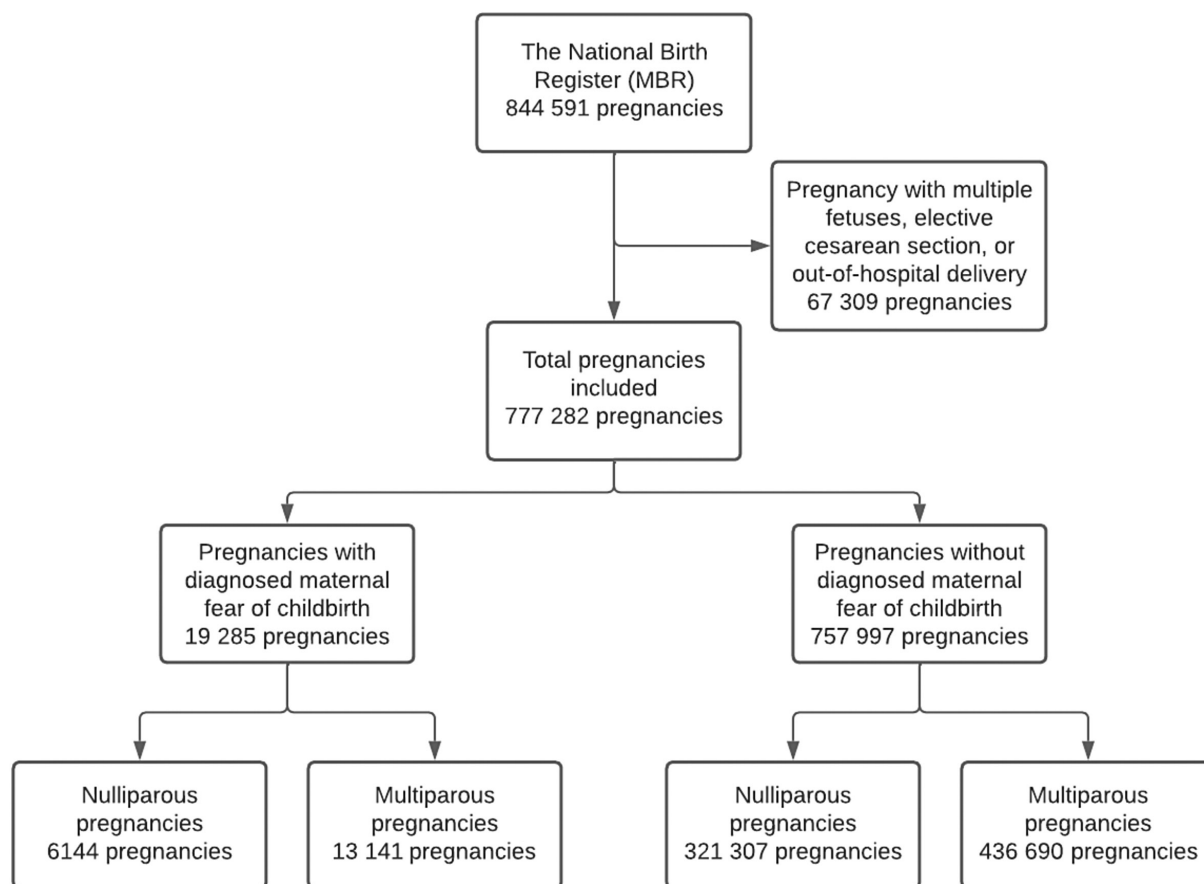 The National Birth
Register (MBR)
844 591 pregnancies
Pregnancy with multiple
fetuses, elective
cesarean section, or
out-of-hospital delivery
67 309 pregnancies
Total pregnancies
included
777 282 pregnancies
Pregnancies with
diagnosed maternal
fear of childbirth
19 285 pregnancies
Pregnancies without
diagnosed maternal
fear of childbirth
757 997 pregnancies
Nulliparous
pregnancies
6144 pregnancies
Multiparous
pregnancies
13 141 pregnancies
Nulliparous
pregnancies
321 307 pregnancies
Multiparous
pregnancies
436 690 pregnancies